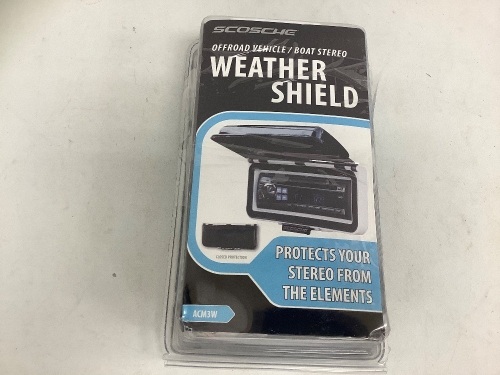 SCOSCHE
OFFROAD VEHICLE / BOAT STEREO
WEATHER
SHIELD
PROTECTS YOUR
STEREO FROM
THE ELEMENTS
ACM3W